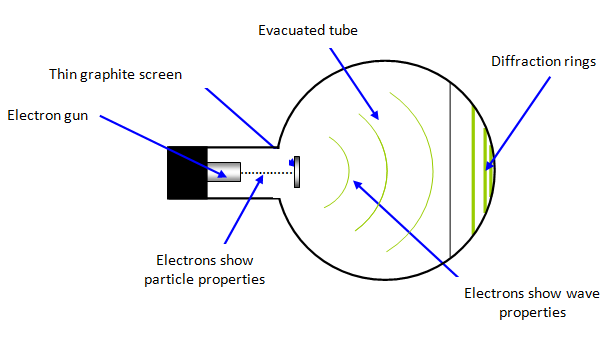 Evacuated tube
Diffraction rings
Thin graphite screen
Electron gun
Electrons show
particle properties
Electrons show wave
properties